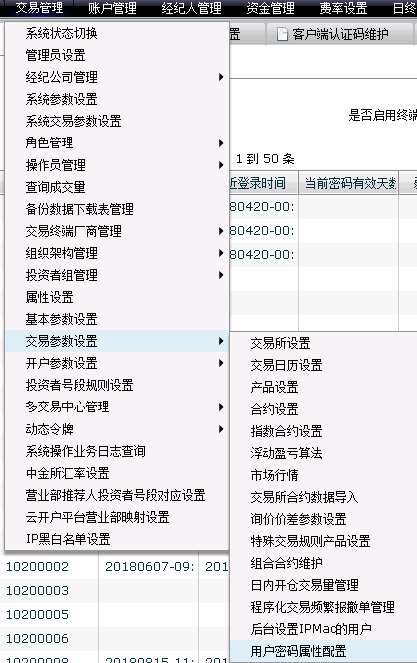 交易管理 账户管理 经纪人管理 资金管理 费率设置 日终
置 客户端认证码维护
系统状态切换
管理员设置
经纪公司管理
系统参数设置
系统交易参数设置
是否启用终端
角色管理
1 到 50 条
操作员管理
查询成交量
近登录时间 当前密码有效天数
备份数据下载表管理
80420-00:
交易终端厂商管理
80420-00:
组织架构管理
80420-00:
投资者组管理
属性设置
基本参数设置
交易参数设置
开户参数设置
投资者号段规则设置
多交易中心管理
动态令牌
系统操作业务日志查询
中金所汇率设置
营业部推荐人投资者号段对应设置
云开户平台营业部映射设置
IP黑白名单设置
交易所设置
交易日历设置
产品设置
合约设置
指数合约设置
浮动盈亏算法
市场行情
交易所合约数据导入
询价价差参数设置
特殊交易规则产品设置
组合合约维护
日内开仓交易量管理
程序化交易频繁报撤单管理
后台设置IPMac的用户
用户密码属性配置
10200002 20180607-09: 201
10200003
10200005
10200006
10200008 20180815-11: 201